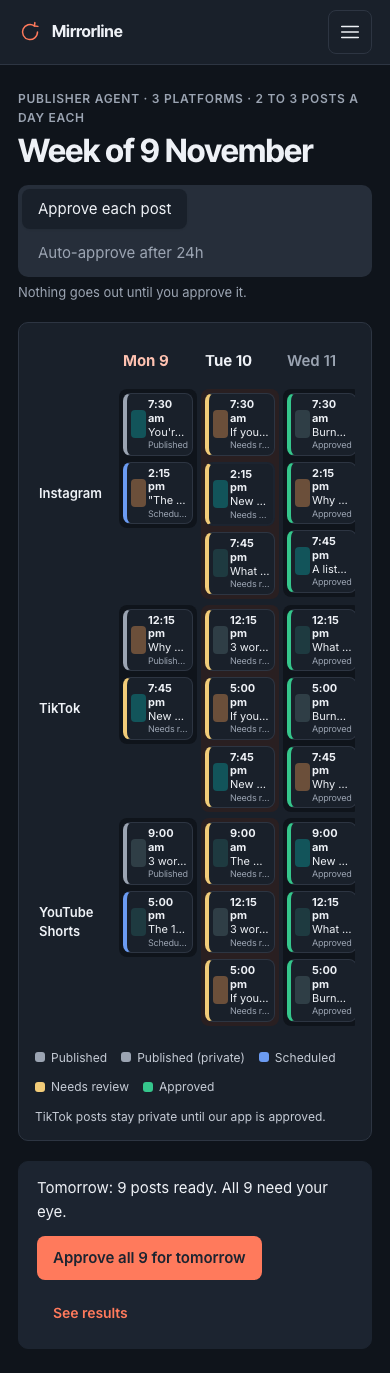 Mirrorline
PUBLISHER AGENT · 3 PLATFORMS · 2 TO 3 POSTS A
DAY EACH
Week of 9 November
Approve each post
Auto-approve after 24h
Nothing goes out until you approve it.
Mon 9 Tue 10 Wed 11
Instagram
7:30
am
You'r...
Published
2:15
pm
"The ...
Schedu...
7:30
am
If you...
Needs r...
2:15
pm
New ...
Needs ...
7:45
pm
What ...
Needs r...
7:30
am
Burn...
Approved
2:15
pm
Why ...
Approved
7:45
pm
A list...
Approved
TikTok
12:15
pm
Why ...
Publish...
7:45
pm
New ...
Needs r...
12:15
pm
3 wor...
Needs r...
5:00
pm
If you...
Needs r...
7:45
pm
New ...
Needs r...
12:15
pm
What ...
Approved
5:00
pm
Burn...
Approved
7:45
pm
Why ...
Approved
YouTube
Shorts
9:00
am
3 wor...
Published
5:00
pm
The 1...
Schedu...
9:00
am
The ...
Needs r...
12:15
pm
3 wor...
Needs r...
5:00
pm
If you...
Needs r...
9:00
am
New ...
Approved
12:15
pm
What ...
Approved
5:00
pm
Burn...
Approved
Published Published (private) Scheduled
Needs review Approved
TikTok posts stay private until our app is approved.
Tomorrow: 9 posts ready. All 9 need your
eye.
Approve all 9 for tomorrow
See results